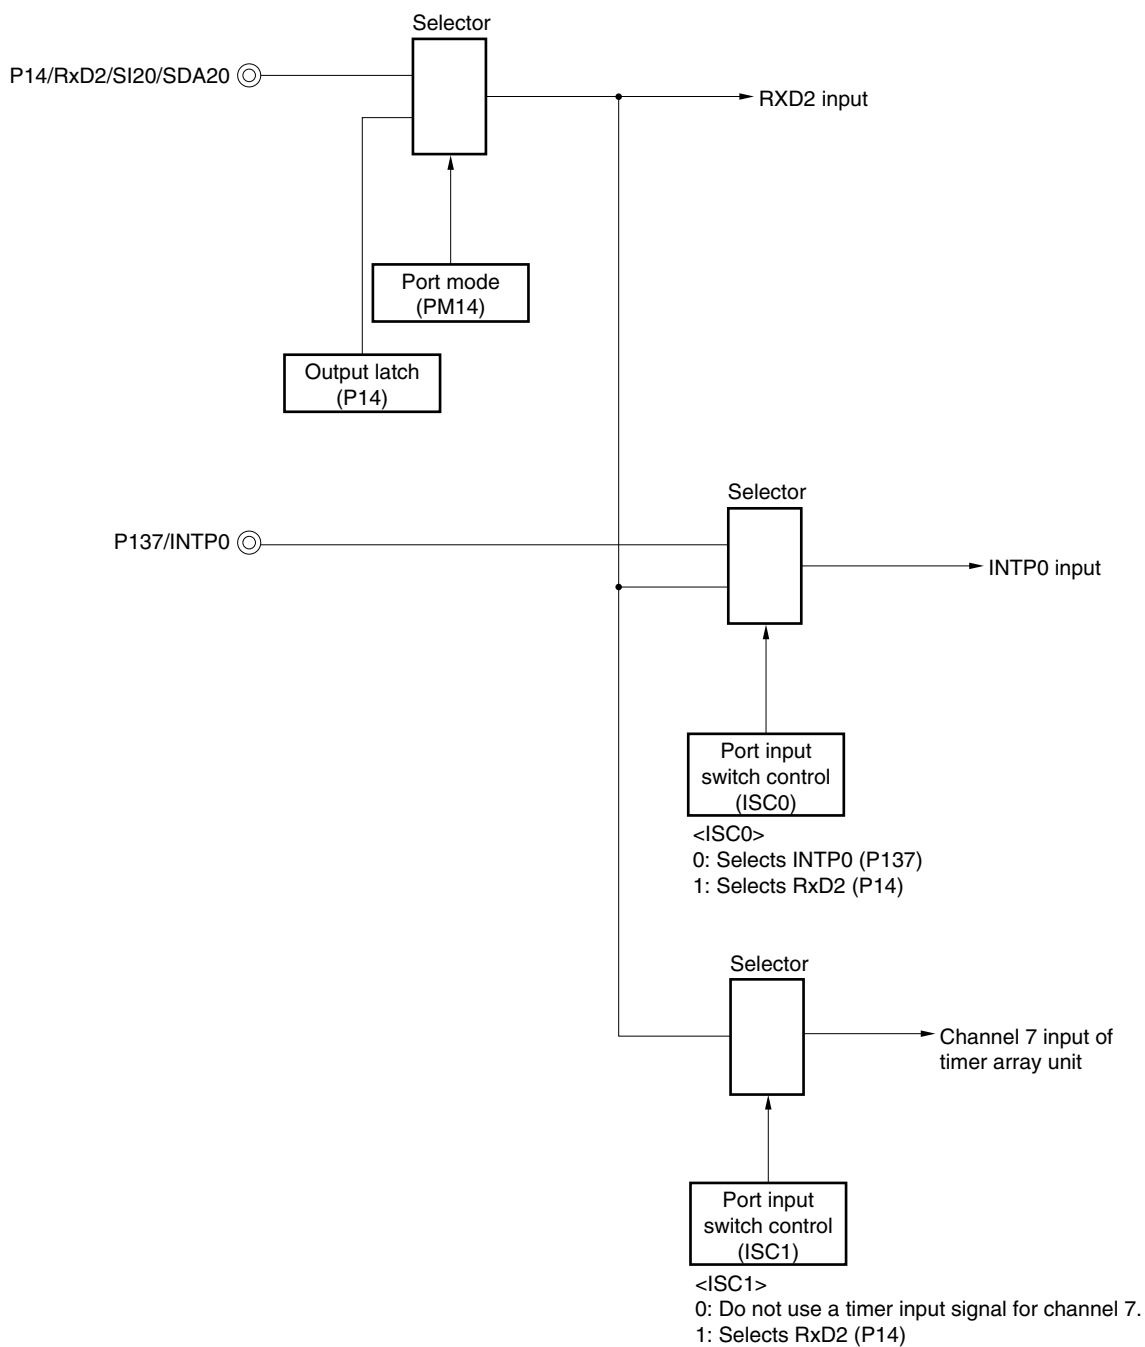 Selector
P14/RxD2/SI20/SDA20
RXD2 input
Port mode
(PM14)
Output latch
(P14)
Selector
P137/INTP0
INTP0 input
Port input
switch control
(ISC0)
<ISC0>
0: Selects INTP0 (P137)
1: Selects RxD2 (P14)
Selector
Channel 7 input of
timer array unit
Port input
switch control
(ISC1)
<ISC1>
0: Do not use a timer input signal for channel 7.
1: Selects RxD2 (P14)